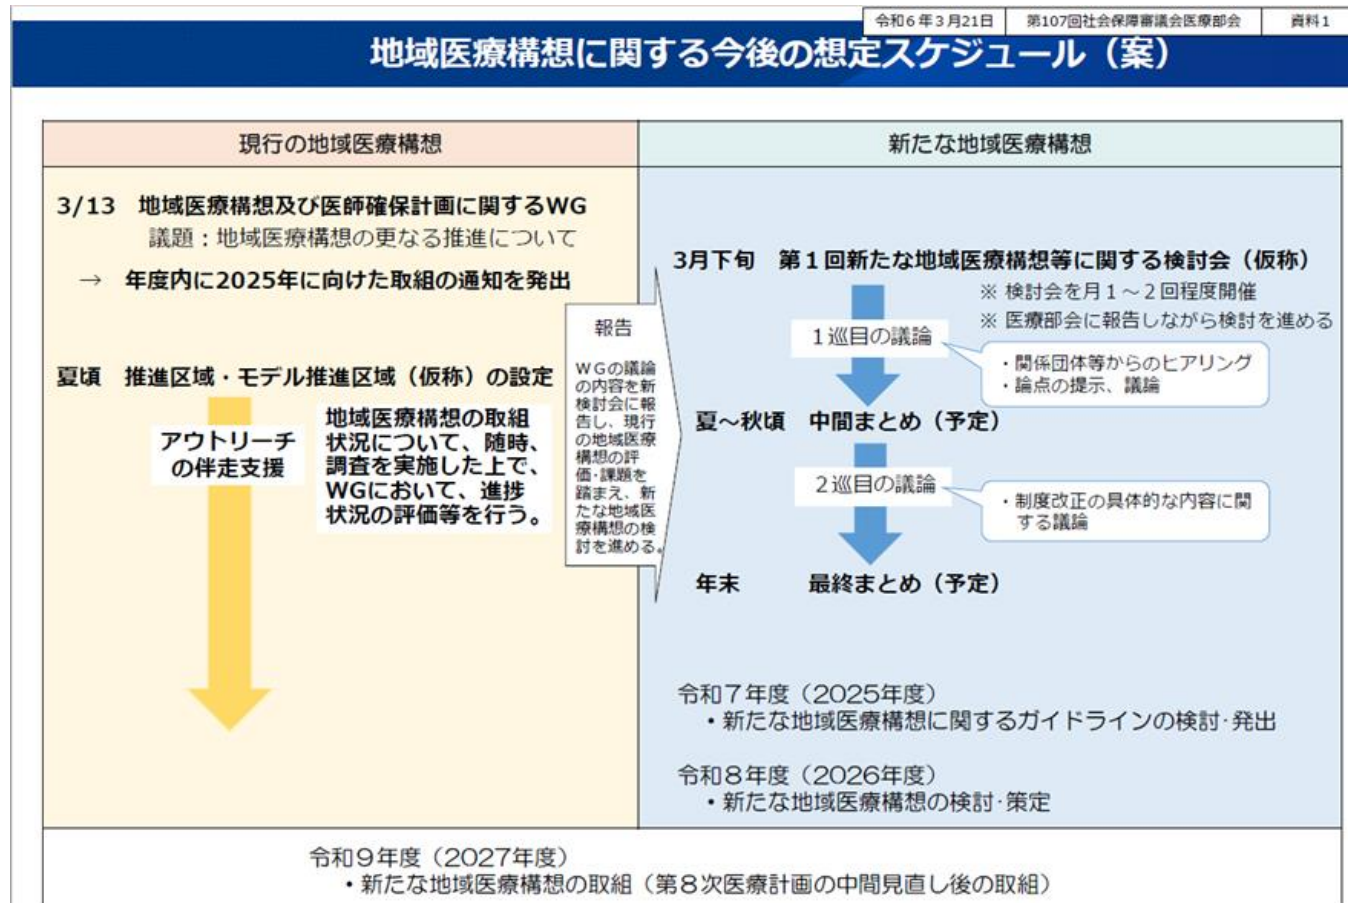 令和6年3月21日 第107回社会保障審議会医療部会 資料1
地域医療構想に関する今後の想定スケジュール（案）
現行の地域医療構想
3/13 地域医療構想及び医師確保計画に関するWG
議題：地域医療構想の更なる推進について
→ 年度内に2025年に向けた取組の通知を発出
夏頃 推進区域・モデル推進区域（仮称）の設定
アウトリーチ
の伴走支援
地域医療構想の取組
状況について、随時、
調査を実施した上で、
WGにおいて、進捗
状況の評価等を行う。
報告
WGの議論
の内容を新
検討会に報
告し、現行
の地域医療
構想の評
価・課題を
踏まえ、新
たな地域医
療構想の検
討を進める。
新たな地域医療構想
3月下旬 第1回新たな地域医療構想等に関する検討会（仮称）
※ 検討会を月1～2回程度開催
※ 医療部会に報告しながら検討を進める
1巡目の議論
・関係団体等からのヒアリング
・論点の提示、議論
夏～秋頃 中間まとめ（予定）
2巡目の議論
・制度改正の具体的な内容に関
する議論
年末 最終まとめ（予定）
令和7年度（2025年度）
・新たな地域医療構想に関するガイドラインの検討・発出
令和8年度（2026年度）
・新たな地域医療構想の検討・策定
令和9年度（2027年度）
・新たな地域医療構想の取組（第8次医療計画の中間見直し後の取組）